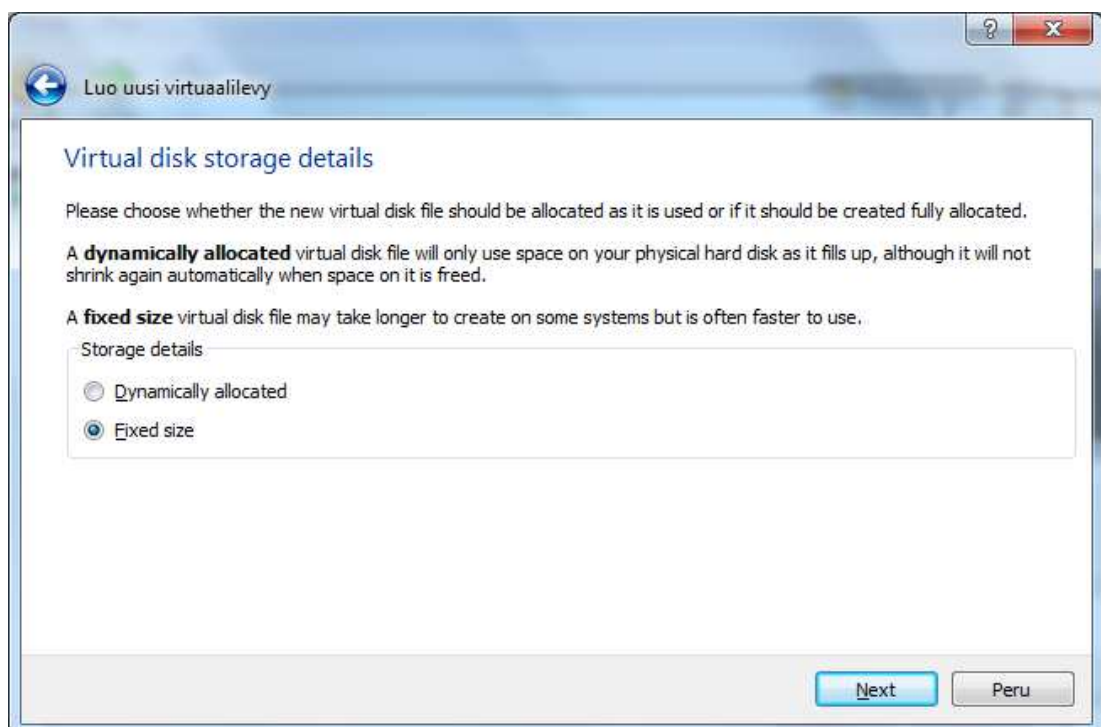 Luo uusi virtuaalilevy
Virtual disk storage details
Please choose whether the new virtual disk file should be allocated as it is used or if it should be created fully allocated.
A dynamically allocated virtual disk file will only use space on your physical hard disk as it fills up, although it will not
shrink again automatically when space on it is freed.
A fixed size virtual disk file may take longer to create on some systems but is often faster to use.
Storage details
Dynamically allocated
Fixed size
Next
Peru